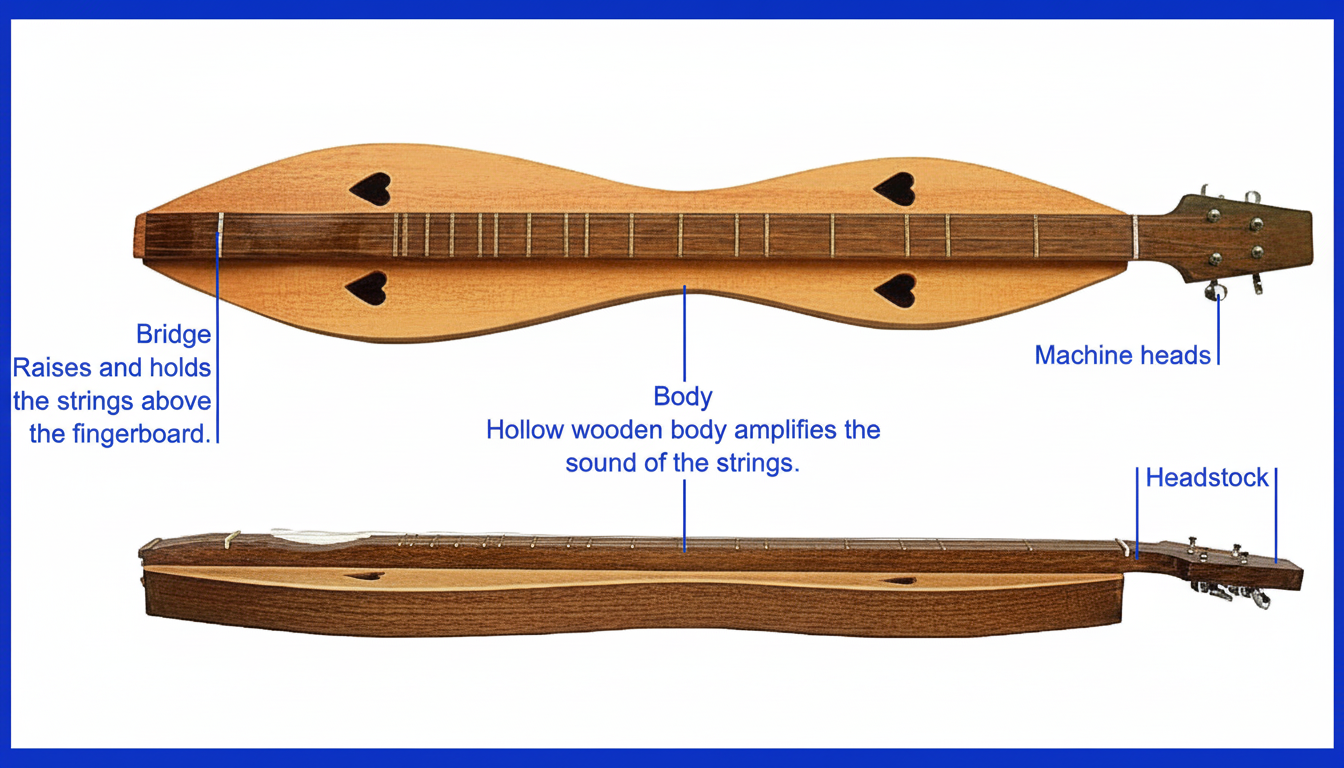 Bridge
Raises and holds
the strings above
the fingerboard.
Body
Hollow wooden body amplifies the
sound of the strings.
Machine heads
Headstock